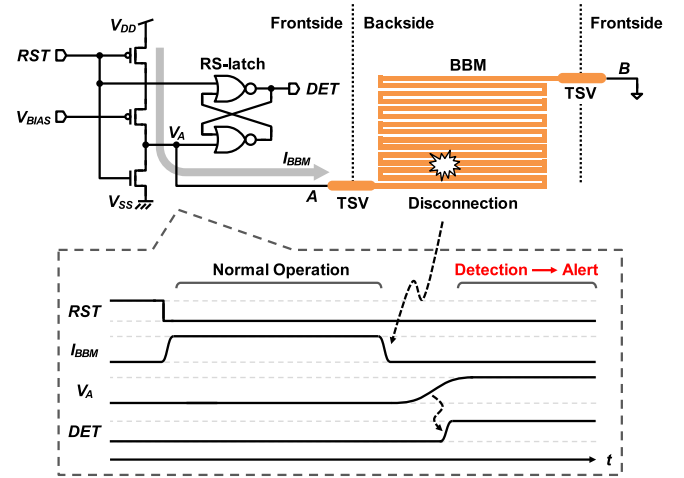 Frontside Backside Frontside
V_DD
RST
RS-latch
BBM
B
DET
TSV
V_BIAS
V_A
I_BBM
V_SS
A
TSV
Disconnection
Normal Operation
Detection → Alert
RST
I_BBM
V_A
DET
t